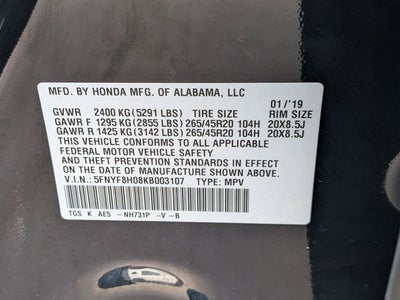 MFD. BY HONDA MFG. OF ALABAMA, LLC
01/'19
GVWR 2400 KG (5291 LBS) TIRE SIZE RIM SIZE
GAWR F 1295 KG (2855 LBS) 265/45R20 104H 20X8.5J
GAWR R 1425 KG (3142 LBS) 265/45R20 104H 20X8.5J
THIS VEHICLE CONFORMS TO ALL APPLICABLE
FEDERAL MOTOR VEHICLE SAFETY
AND THEFT PREVENTION STANDARDS IN
EFFECT ON THE DATE OF MANUFACTURE
SHOWN ABOVE.
V.I.N.: 5FNYF8H08KB003107 TYPE: MPV
TGS K AE5 -NH731P -V -B